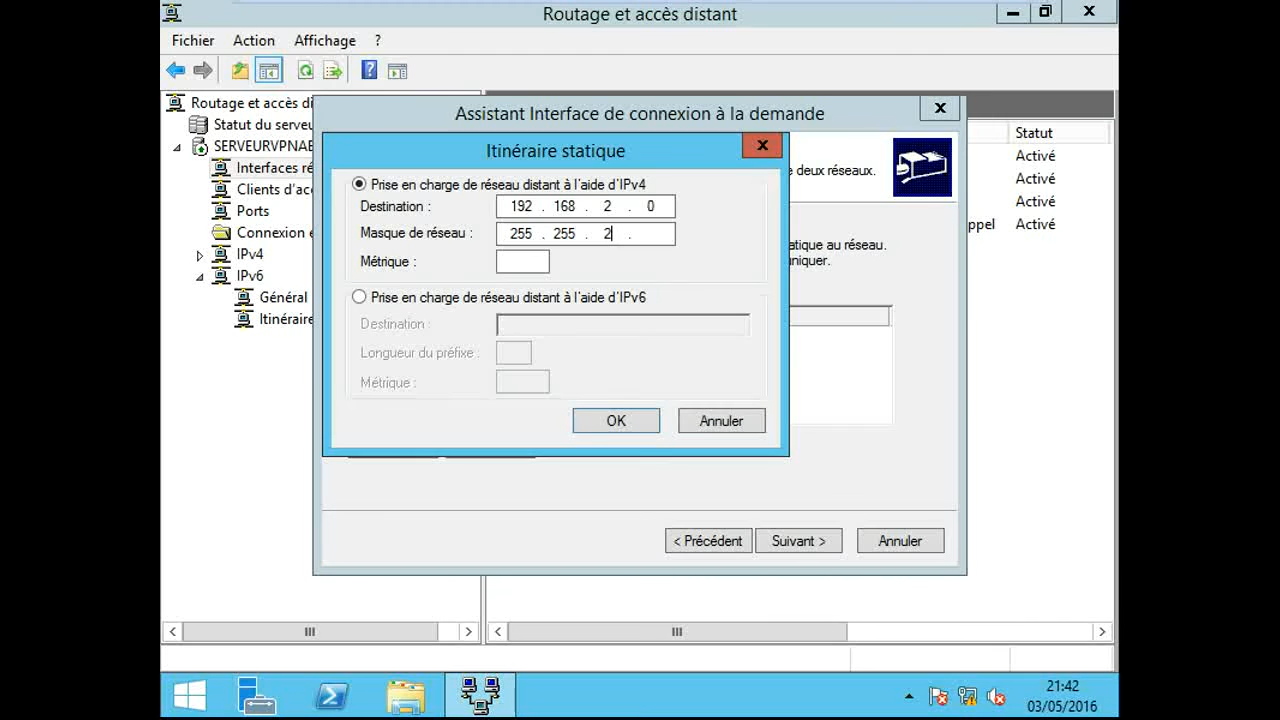 Routage et accès distant
Fichier Action Affichage ?
Routage et accès di
Statut du serveu
SERVEURVPNAE
Interfaces ré
Clients d'acc
Ports
Connexion e
IPv4
IPv6
Général
Itinéraire
Statut
Activé
Activé
Activé
ppel Activé
Assistant Interface de connexion à la demande
e deux réseaux.
atique au réseau.
uniquer.
Itinéraire statique
Prise en charge de réseau distant à l'aide d'IPv4
Destination : 192 . 168 . 2 . 0
Masque de réseau : 255 . 255 . 2 .
Métrique :
Prise en charge de réseau distant à l'aide d'IPv6
Destination :
Longueur du préfixe :
Métrique :
OK Annuler
< Précédent Suivant > Annuler
21:42
03/05/2016